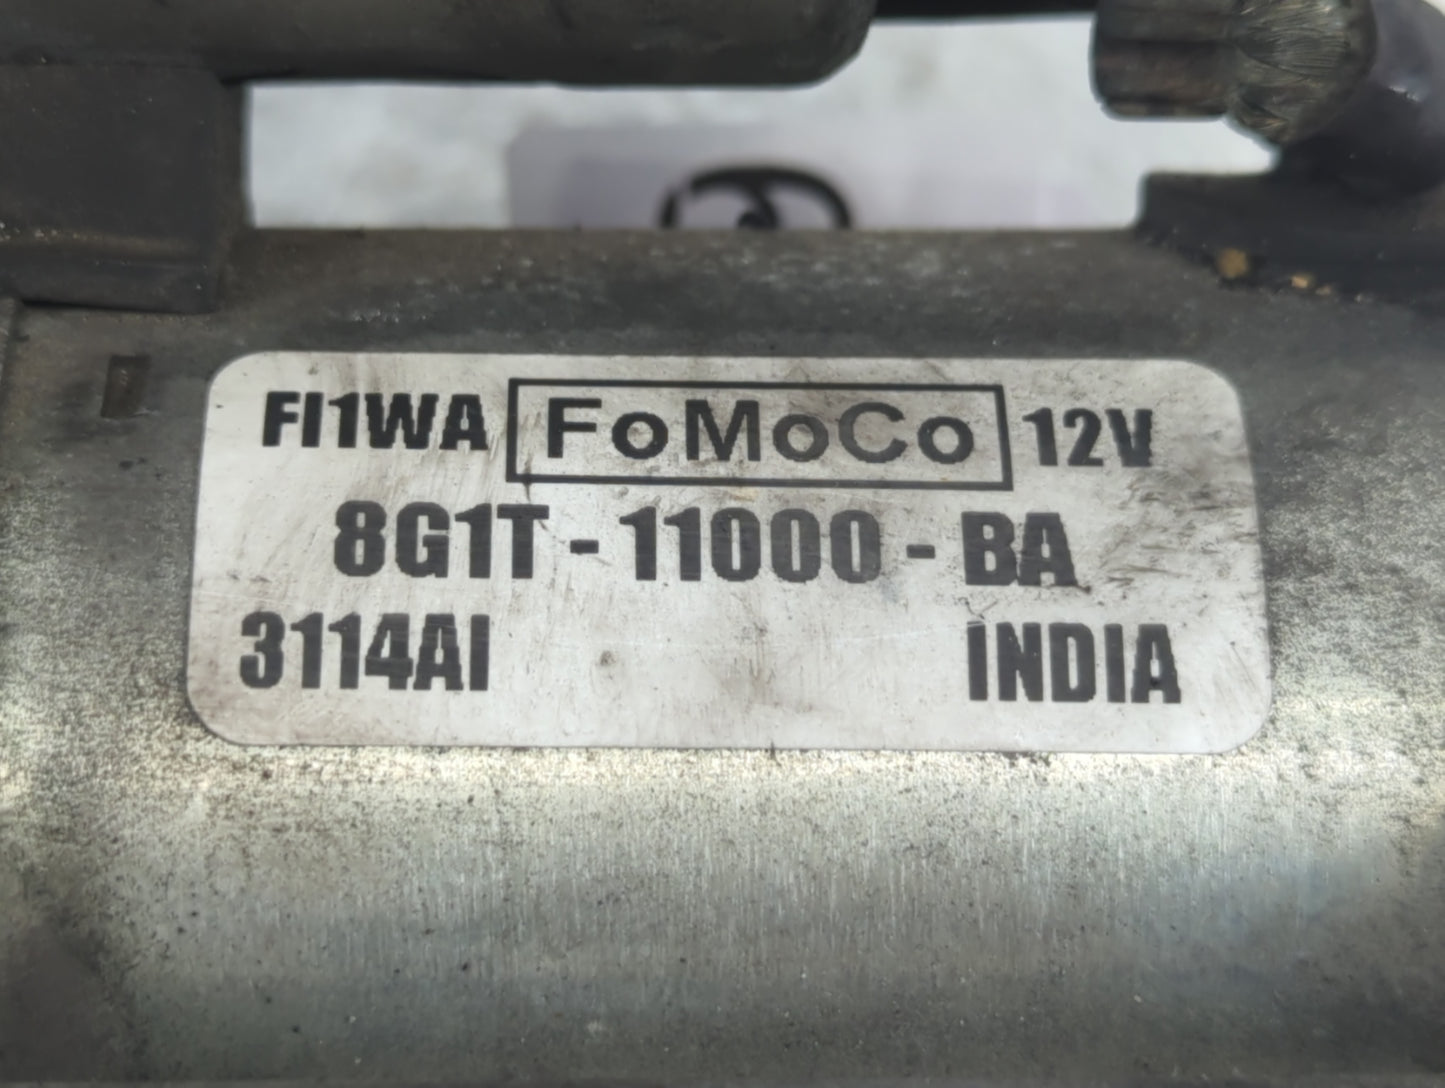 FI1WA FoMoCo 12V
8G1T - 11000 - BA
3114AI INDIA